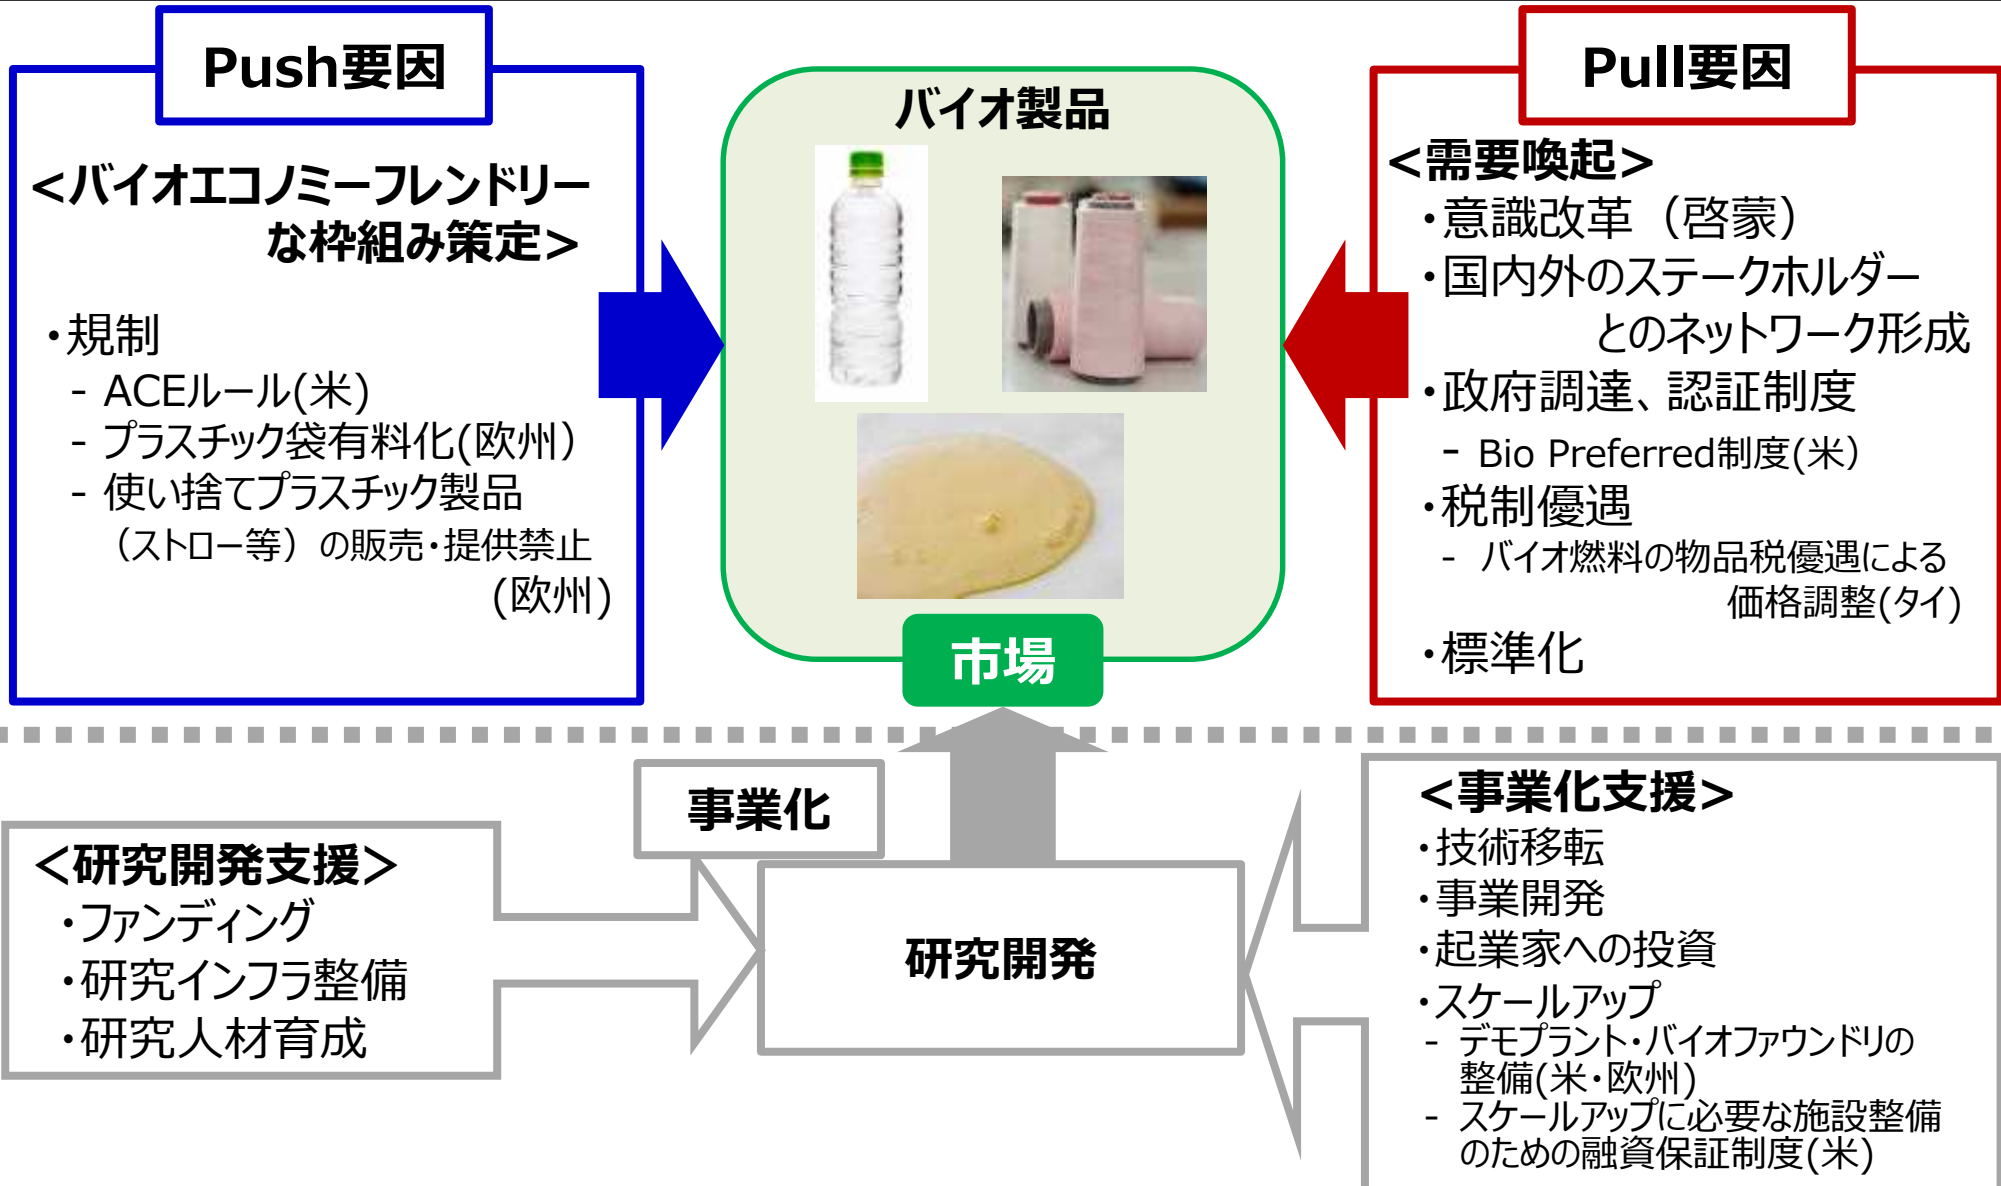 Push要因
<バイオエコノミーフレンドリー
な枠組み策定>
・規制
- ACEルール(米)
- プラスチック袋有料化(欧州）
- 使い捨てプラスチック製品
（ストロー等）の販売・提供禁止
(欧州)
バイオ製品
市場
Pull要因
<需要喚起>
・意識改革（啓蒙）
・国内外のステークホルダー
とのネットワーク形成
・政府調達、認証制度
- Bio Preferred制度(米）
・税制優遇
- バイオ燃料の物品税優遇による
価格調整(タイ)
・標準化
事業化
<研究開発支援>
・ファンディング
・研究インフラ整備
・研究人材育成
研究開発
<事業化支援>
・技術移転
・事業開発
・起業家への投資
・スケールアップ
- デモプラント・バイオファウンドリの
整備(米・欧州)
- スケールアップに必要な施設整備
のための融資保証制度(米)